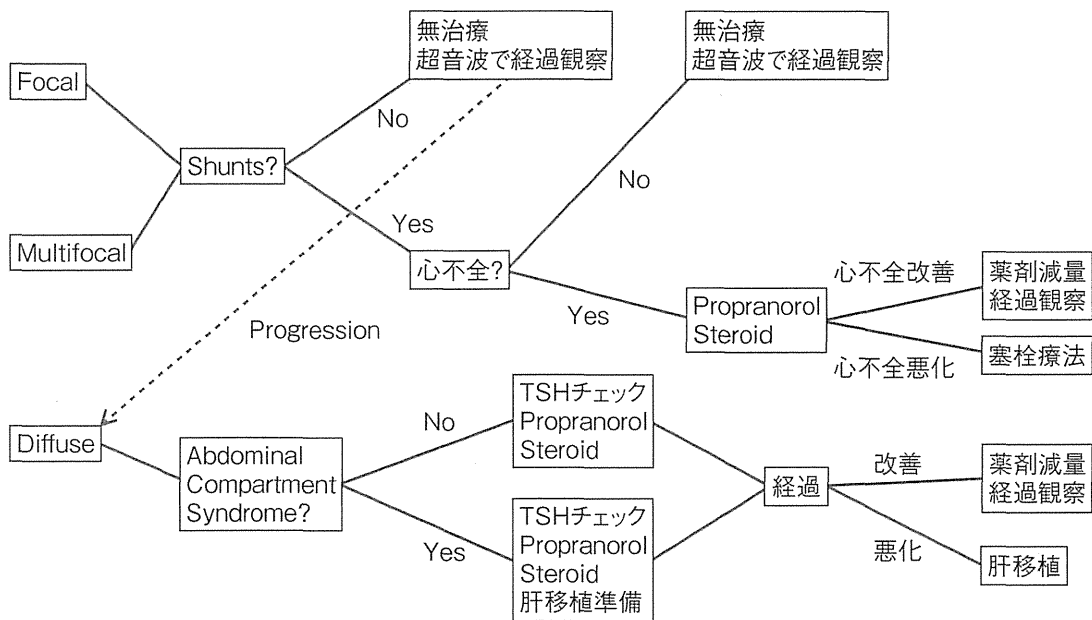 無治療
超音波で経過観察
無治療
超音波で経過観察
Focal
No
Shunts?
No
Yes
Multifocal
心不全?
心不全改善
薬剤減量
経過観察
Propranorol
Steroid
Yes
Progression
心不全悪化
塞栓療法
TSHチェック
Propranorol
Steroid
No
Diffuse
Abdominal
Compartment
Syndrome?
経過
改善
薬剤減量
経過観察
Yes
TSHチェック
Propranorol
Steroid
肝移植準備
悪化
肝移植